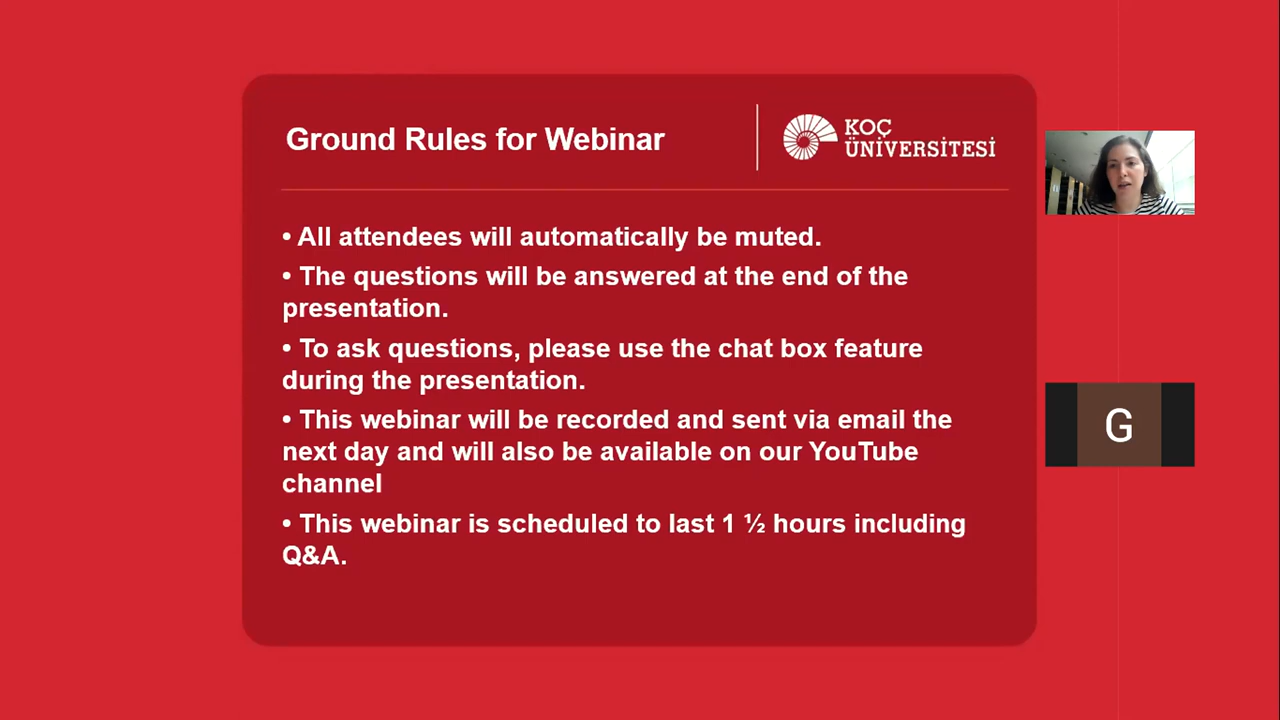 Ground Rules for Webinar
KOÇ
ÜNİVERSİTESİ
• All attendees will automatically be muted.
• The questions will be answered at the end of the
presentation.
• To ask questions, please use the chat box feature
during the presentation.
• This webinar will be recorded and sent via email the
next day and will also be available on our YouTube
channel
• This webinar is scheduled to last 1 ½ hours including
Q&A.
G